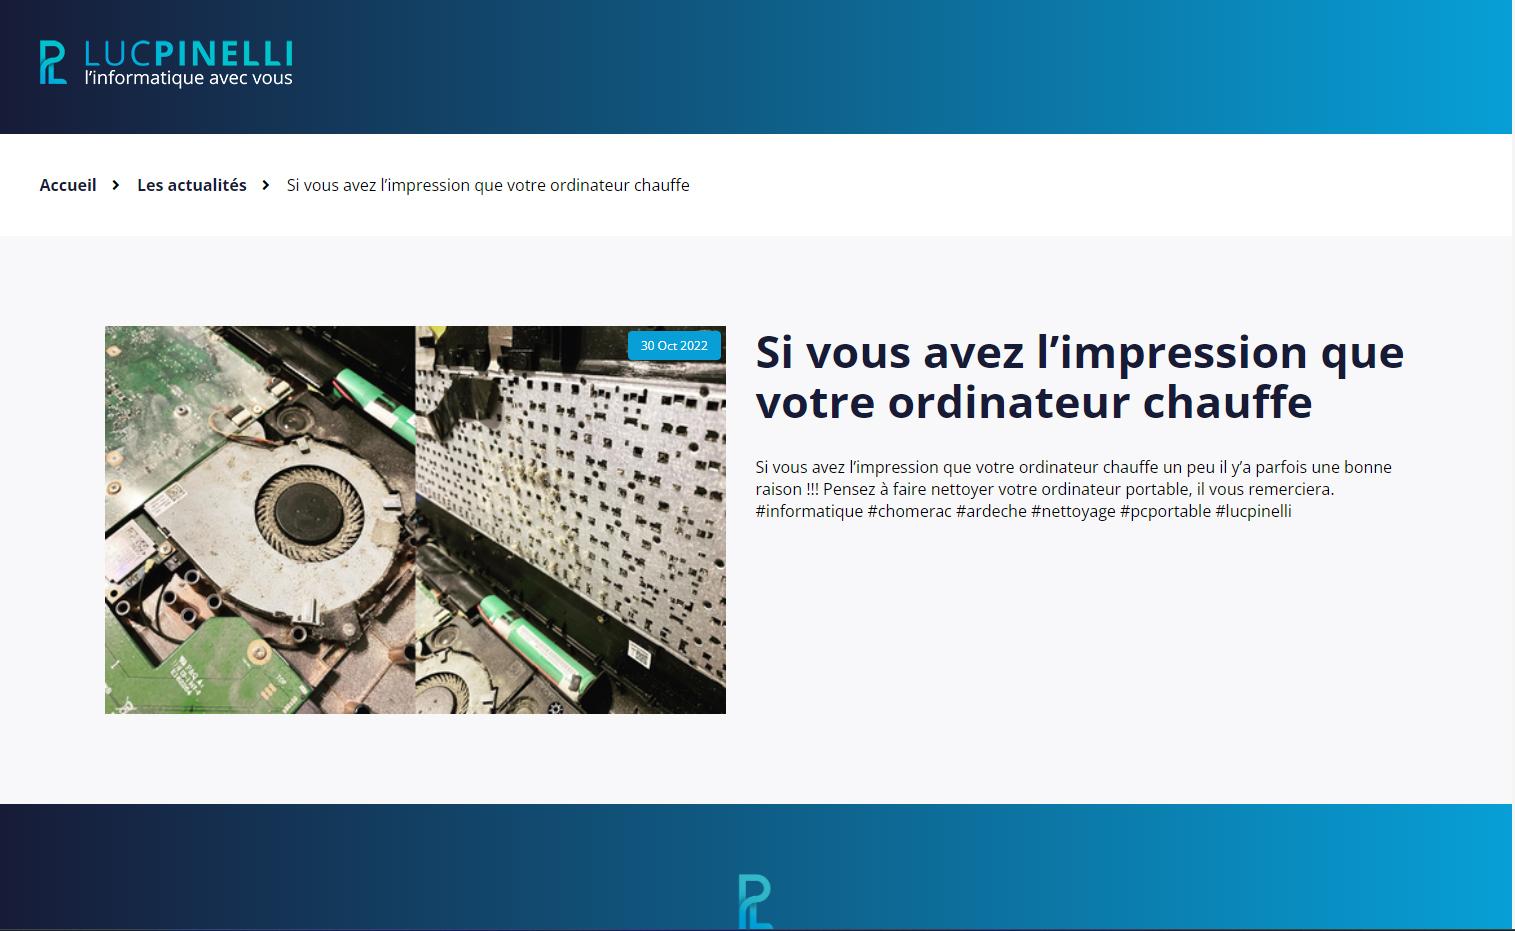 LUCPINELLI
l’informatique avec vous
Accueil
Les actualités
Si vous avez l’impression que votre ordinateur chauffe
30 Oct 2022
Si vous avez l’impression que
votre ordinateur chauffe
Si vous avez l’impression que votre ordinateur chauffe un peu il y’a parfois une bonne
raison !!! Pensez à faire nettoyer votre ordinateur portable, il vous remerciera.
#informatique #chomerac #ardeche #nettoyage #pcportable #lucpinelli